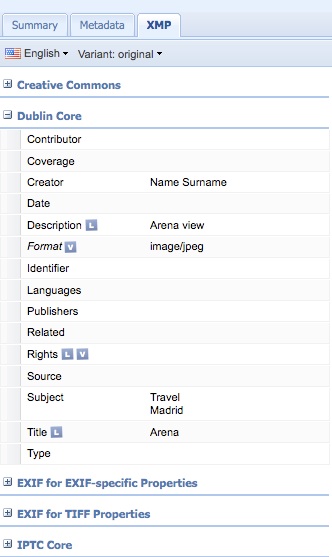 Summary Metadata XMP
English Variant: original
Creative Commons
Dublin Core
Contributor
Coverage
Creator Name Surname
Date
Description L Arena view
Format V image/jpeg
Identifier
Languages
Publishers
Related
Rights L V
Source
Subject Travel
Madrid
Title L Arena
Type
EXIF for EXIF-specific Properties
EXIF for TIFF Properties
IPTC Core